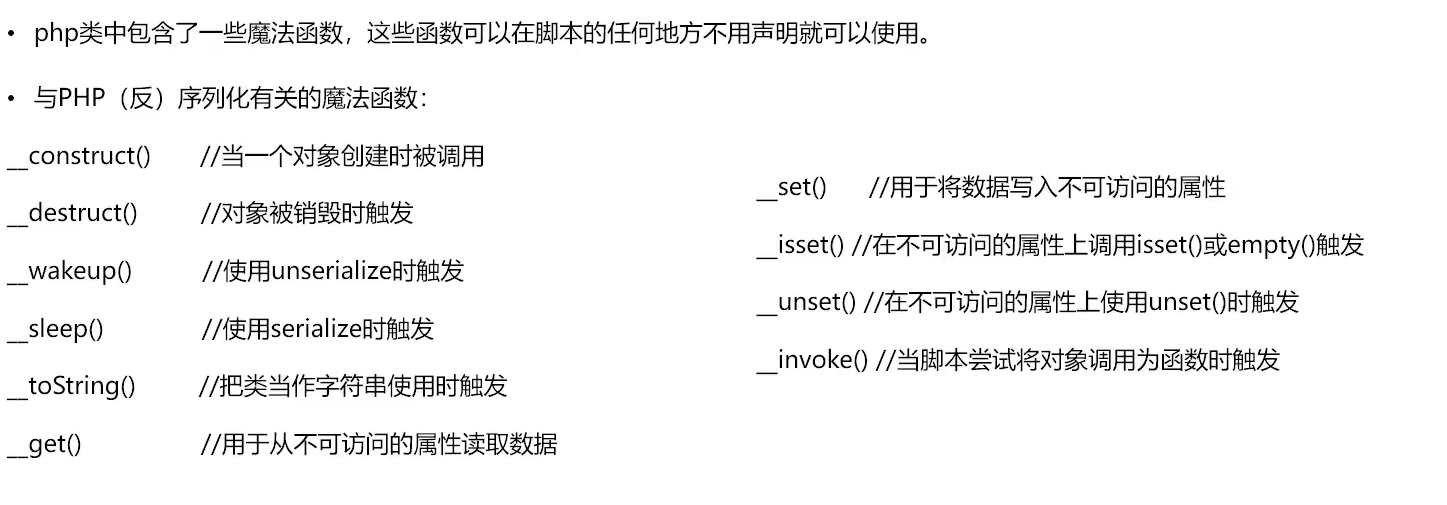 • php类中包含了一些魔法函数，这些函数可以在脚本的任何地方不用声明就可以使用。
• 与PHP（反）序列化有关的魔法函数：
__construct() //当一个对象创建时被调用
__destruct() //对象被销毁时触发
__wakeup() //使用unserialize时触发
__sleep() //使用serialize时触发
__toString() //把类当作字符串使用时触发
__get() //用于从不可访问的属性读取数据
__set() //用于将数据写入不可访问的属性
__isset() //在不可访问的属性上调用isset()或empty()触发
__unset() //在不可访问的属性上使用unset()时触发
__invoke() //当脚本尝试将对象调用为函数时触发